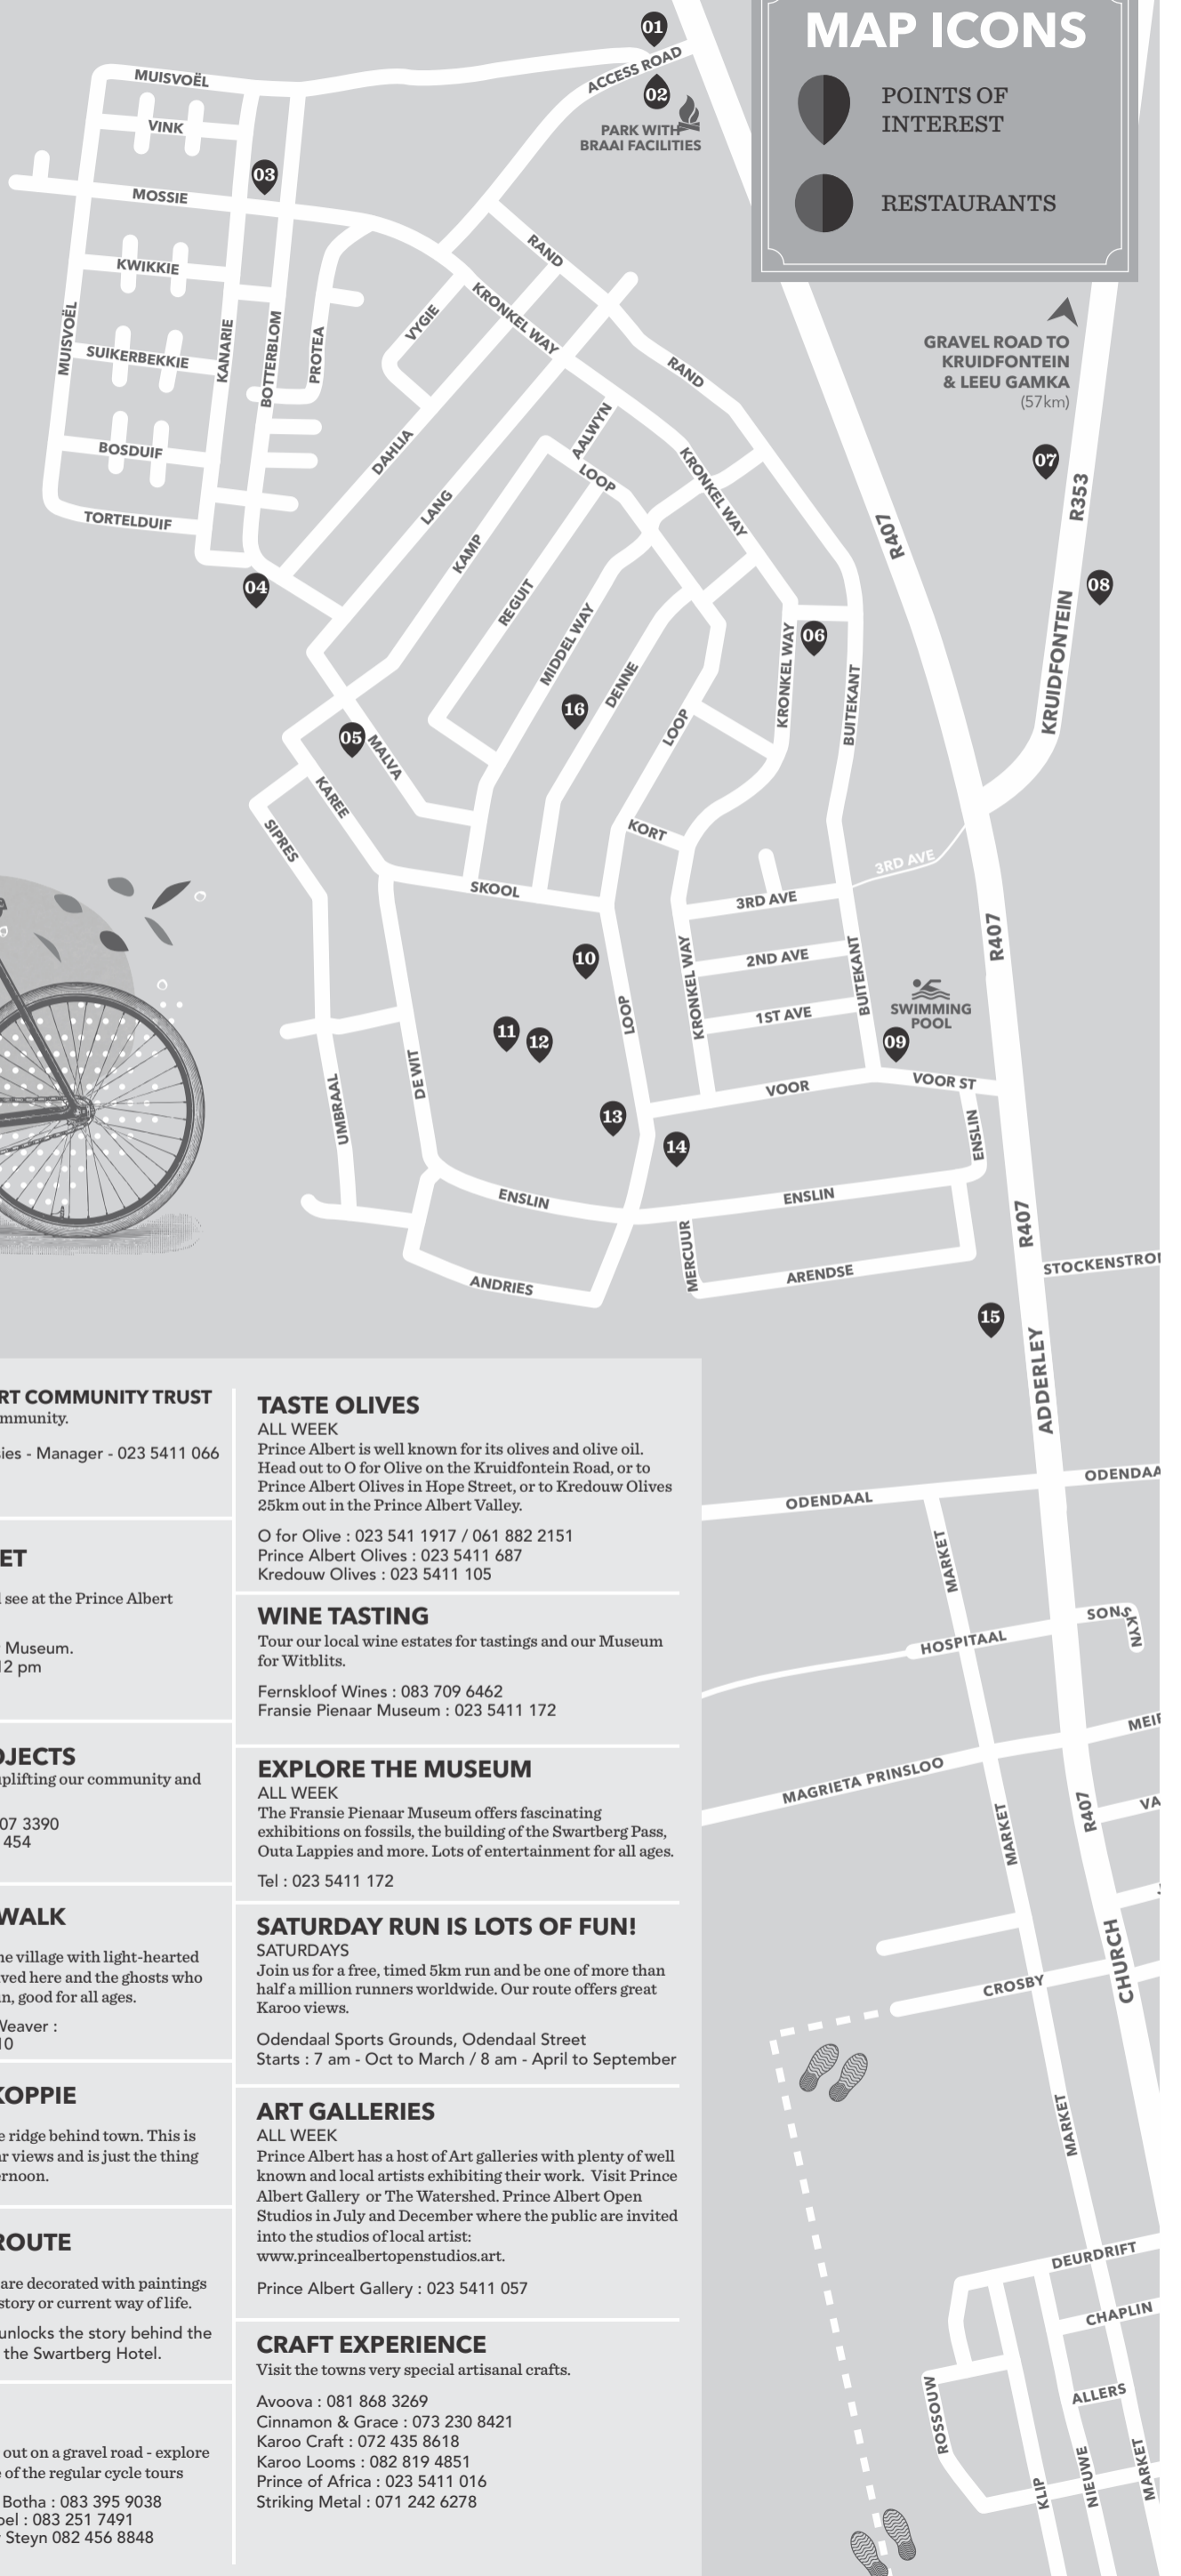 MAP ICONS
POINTS OF
INTEREST
RESTAURANTS
01
ACCESS ROAD
02
PARK WITH
BRAAI FACILITIES
MUISVOËL
VINK
03
MOSSIE
KWIKKIE
MUISVOËL
SUIKERBEKKIE
KANARIE
BOTTERBLOM
PROTEA
BOSDUIF
TORTELDUIF
RAND
KRONKEL WAY
VYGIE
RAND
GRAVEL ROAD TO
KRUIDFONTEIN
& LEEU GAMKA
(57km)
07
R353
R407
08
KRUIDFONTEIN
AALWYN
DAHLIA
LOOP
KRONKEL WAY
LANG
KAMP
REGUIT
04
MIDDEL WAY
DENNE
06
KRONKEL WAY
BUITEKANT
16
LOOP
05
MALVA
KAREE
SIPRES
KORT
SKOOL
3RD AVE
3RD AVE
R407
2ND AVE
10
KRONKEL WAY
BUITEKANT
LOOP
1ST AVE
SWIMMING
POOL
09
11
12
DE WIT
UMBRAAL
VOOR
VOOR ST
13
14
ENSLIN
ENSLIN
ENSLIN
MERCUUR
ARENDSE
ANDRIES
R407
STOCKENSTRO
15
ADDERLEY
ODENDAAL
ODENDAA
MARKET
HOSPITAAL
SONSKYN
MEIR
MAGRIETA PRINSLOO
MARKET
R407
VA
CHURCH
CROSBY
MARKET
DEURDRIFT
CHAPLIN
ALLERS
ROSSOUW
KLIP
NIEUWE
MARKET
RT COMMUNITY TRUST
mmunity.
sies - Manager - 023 5411 066
ET
l see at the Prince Albert
Museum.
12 pm
OJECTS
uplifting our community and
07 3390
454
WALK
ne village with light-hearted
ved here and the ghosts who
n, good for all ages.
Weaver :
10
KOPPIE
e ridge behind town. This is
ar views and is just the thing
ernoon.
ROUTE
are decorated with paintings
story or current way of life.
unlocks the story behind the
the Swartberg Hotel.
out on a gravel road - explore
e of the regular cycle tours
Botha : 083 395 9038
bel : 083 251 7491
Steyn 082 456 8848
TASTE OLIVES
ALL WEEK
Prince Albert is well known for its olives and olive oil.
Head out to O for Olive on the Kruidfontein Road, or to
Prince Albert Olives in Hope Street, or to Kredouw Olives
25km out in the Prince Albert Valley.
O for Olive : 023 541 1917 / 061 882 2151
Prince Albert Olives : 023 5411 687
Kredouw Olives : 023 5411 105
WINE TASTING
Tour our local wine estates for tastings and our Museum
for Witblits.
Fernskloof Wines : 083 709 6462
Fransie Pienaar Museum : 023 5411 172
EXPLORE THE MUSEUM
ALL WEEK
The Fransie Pienaar Museum offers fascinating
exhibitions on fossils, the building of the Swartberg Pass,
Outa Lappies and more. Lots of entertainment for all ages.
Tel : 023 5411 172
SATURDAY RUN IS LOTS OF FUN!
SATURDAYS
Join us for a free, timed 5km run and be one of more than
half a million runners worldwide. Our route offers great
Karoo views.
Odendaal Sports Grounds, Odendaal Street
Starts : 7 am - Oct to March / 8 am - April to September
ART GALLERIES
ALL WEEK
Prince Albert has a host of Art galleries with plenty of well
known and local artists exhibiting their work. Visit Prince
Albert Gallery or The Watershed. Prince Albert Open
Studios in July and December where the public are invited
into the studios of local artist:
www.princealbertopenstudios.art.
Prince Albert Gallery : 023 5411 057
CRAFT EXPERIENCE
Visit the towns very special artisanal crafts.
Avoova : 081 868 3269
Cinnamon & Grace : 073 230 8421
Karoo Craft : 072 435 8618
Karoo Looms : 082 819 4851
Prince of Africa : 023 5411 016
Striking Metal : 071 242 6278